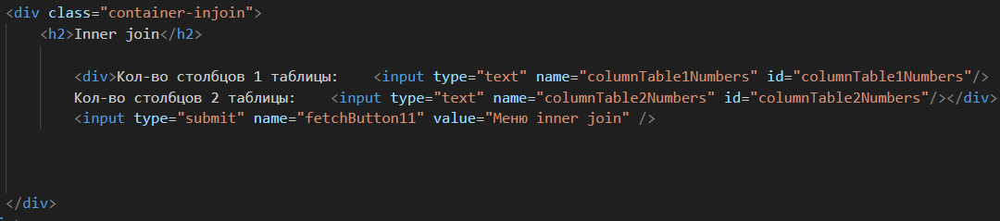 <div class="container-injoin">
<h2>Inner join</h2>
<div>Кол-во столбцов 1 таблицы: <input type="text" name="columnTable1Numbers" id="columnTable1Numbers"/>
Кол-во столбцов 2 таблицы: <input type="text" name="columnTable2Numbers" id="columnTable2Numbers"/></div>
<input type="submit" name="fetchButton11" value="Меню inner join" />
</div>